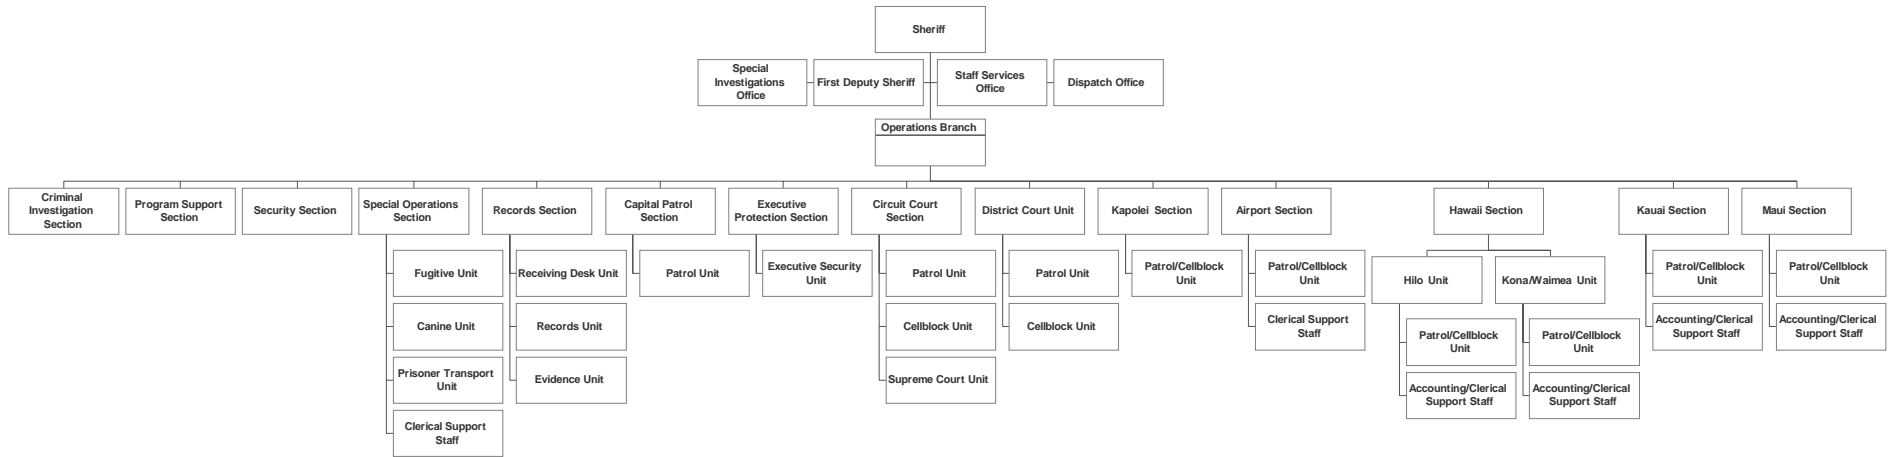 Sheriff
Special
Investigations
Office
First Deputy Sheriff
Staff Services
Office
Dispatch Office
Operations Branch
Criminal
Investigation
Section
Program Support
Section
Security Section
Special Operations
Section
Records Section
Capital Patrol
Section
Executive
Protection Section
Circuit Court
Section
District Court Unit
Kapolei Section
Airport Section
Hawaii Section
Kauai Section
Maui Section
Fugitive Unit
Canine Unit
Prisoner Transport
Unit
Clerical Support
Staff
Receiving Desk Unit
Records Unit
Evidence Unit
Patrol Unit
Executive Security
Unit
Patrol Unit
Cellblock Unit
Supreme Court Unit
Patrol Unit
Cellblock Unit
Patrol/Cellblock
Unit
Patrol/Cellblock
Unit
Clerical Support
Staff
Hilo Unit
Patrol/Cellblock
Unit
Accounting/Clerical
Support Staff
Kona/Waimea Unit
Patrol/Cellblock
Unit
Accounting/Clerical
Support Staff
Patrol/Cellblock
Unit
Accounting/Clerical
Support Staff
Patrol/Cellblock
Unit
Accounting/Clerical
Support Staff